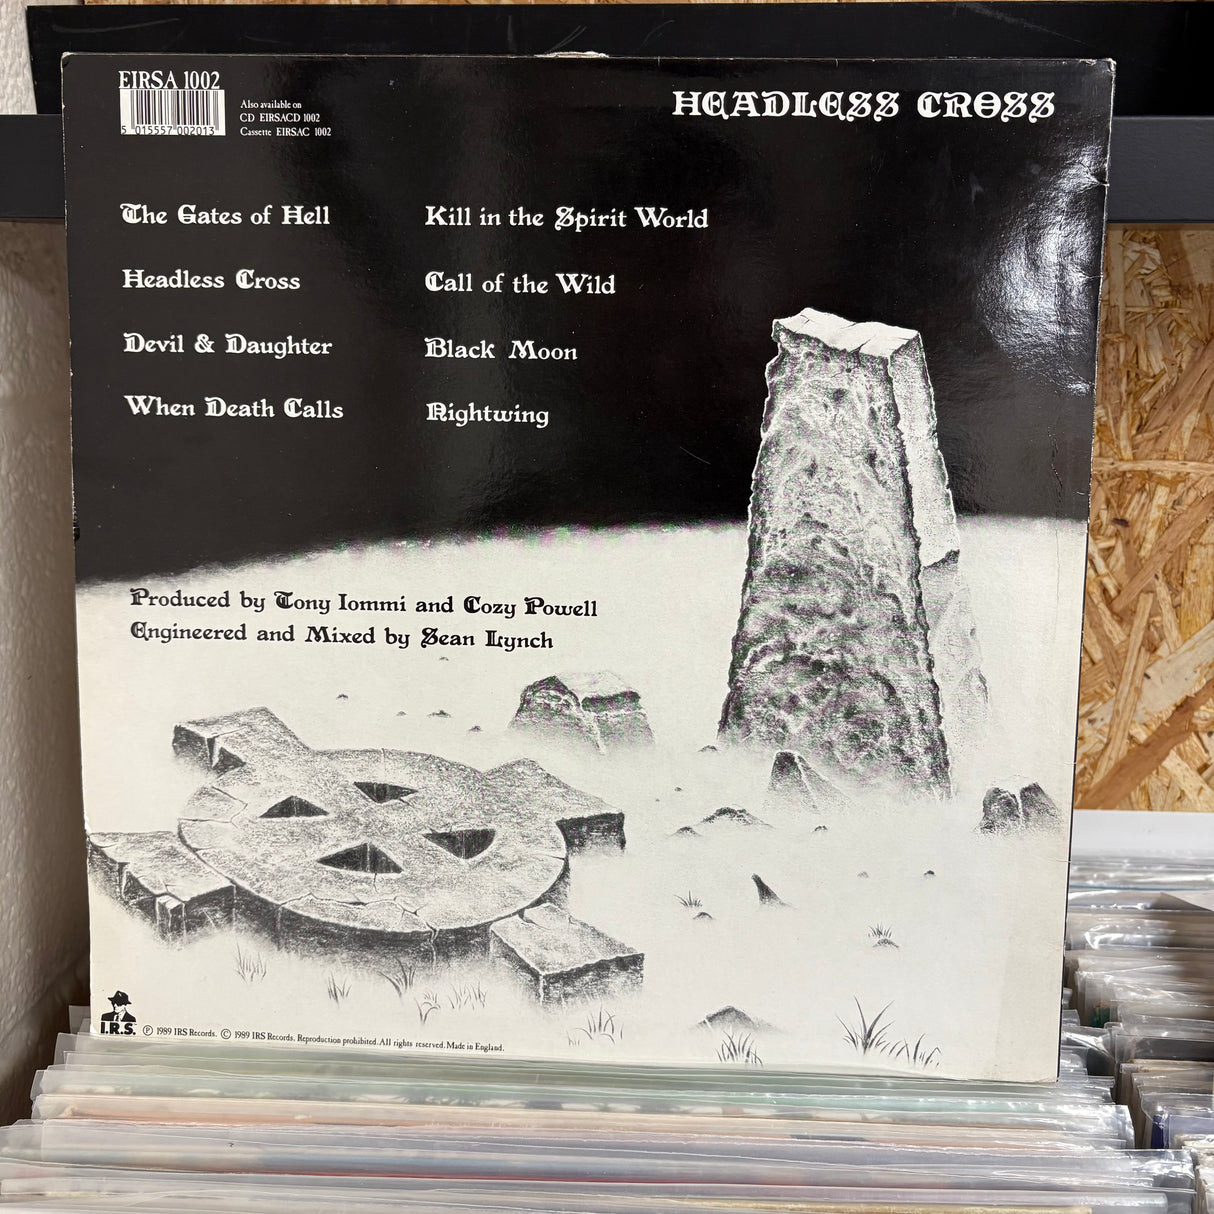 EIRSA 1002
5 015557 002013
Also available on
CD EIRSACD 1002
Cassette EIRSAC 1002
HEADLESS CROSS
The Gates of Hell
Headless Cross
Devil & Daughter
When Death Calls
Kill in the Spirit World
Call of the Wild
Black Moon
Nightwing
Produced by Tony Iommi and Cozy Powell
Engineered and Mixed by Sean Lynch
I.R.S.
℗ 1989 IRS Records. © 1989 IRS Records. Reproduction prohibited. All rights reserved. Made in England.